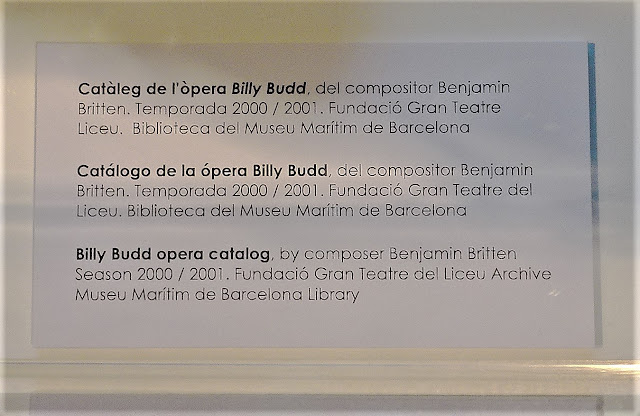 Catàleg de l'òpera Billy Budd, del compositor Benjamin
Britten. Temporada 2000 / 2001. Fundació Gran Teatre
Liceu. Biblioteca del Museu Marítim de Barcelona
Catálogo de la ópera Billy Budd, del compositor Benjamin
Britten. Temporada 2000 / 2001. Fundació Gran Teatre del
Liceu. Biblioteca del Museu Marítim de Barcelona
Billy Budd opera catalog, by composer Benjamin Britten
Season 2000 / 2001. Fundació Gran Teatre del Liceu Archive
Museu Marítim de Barcelona Library